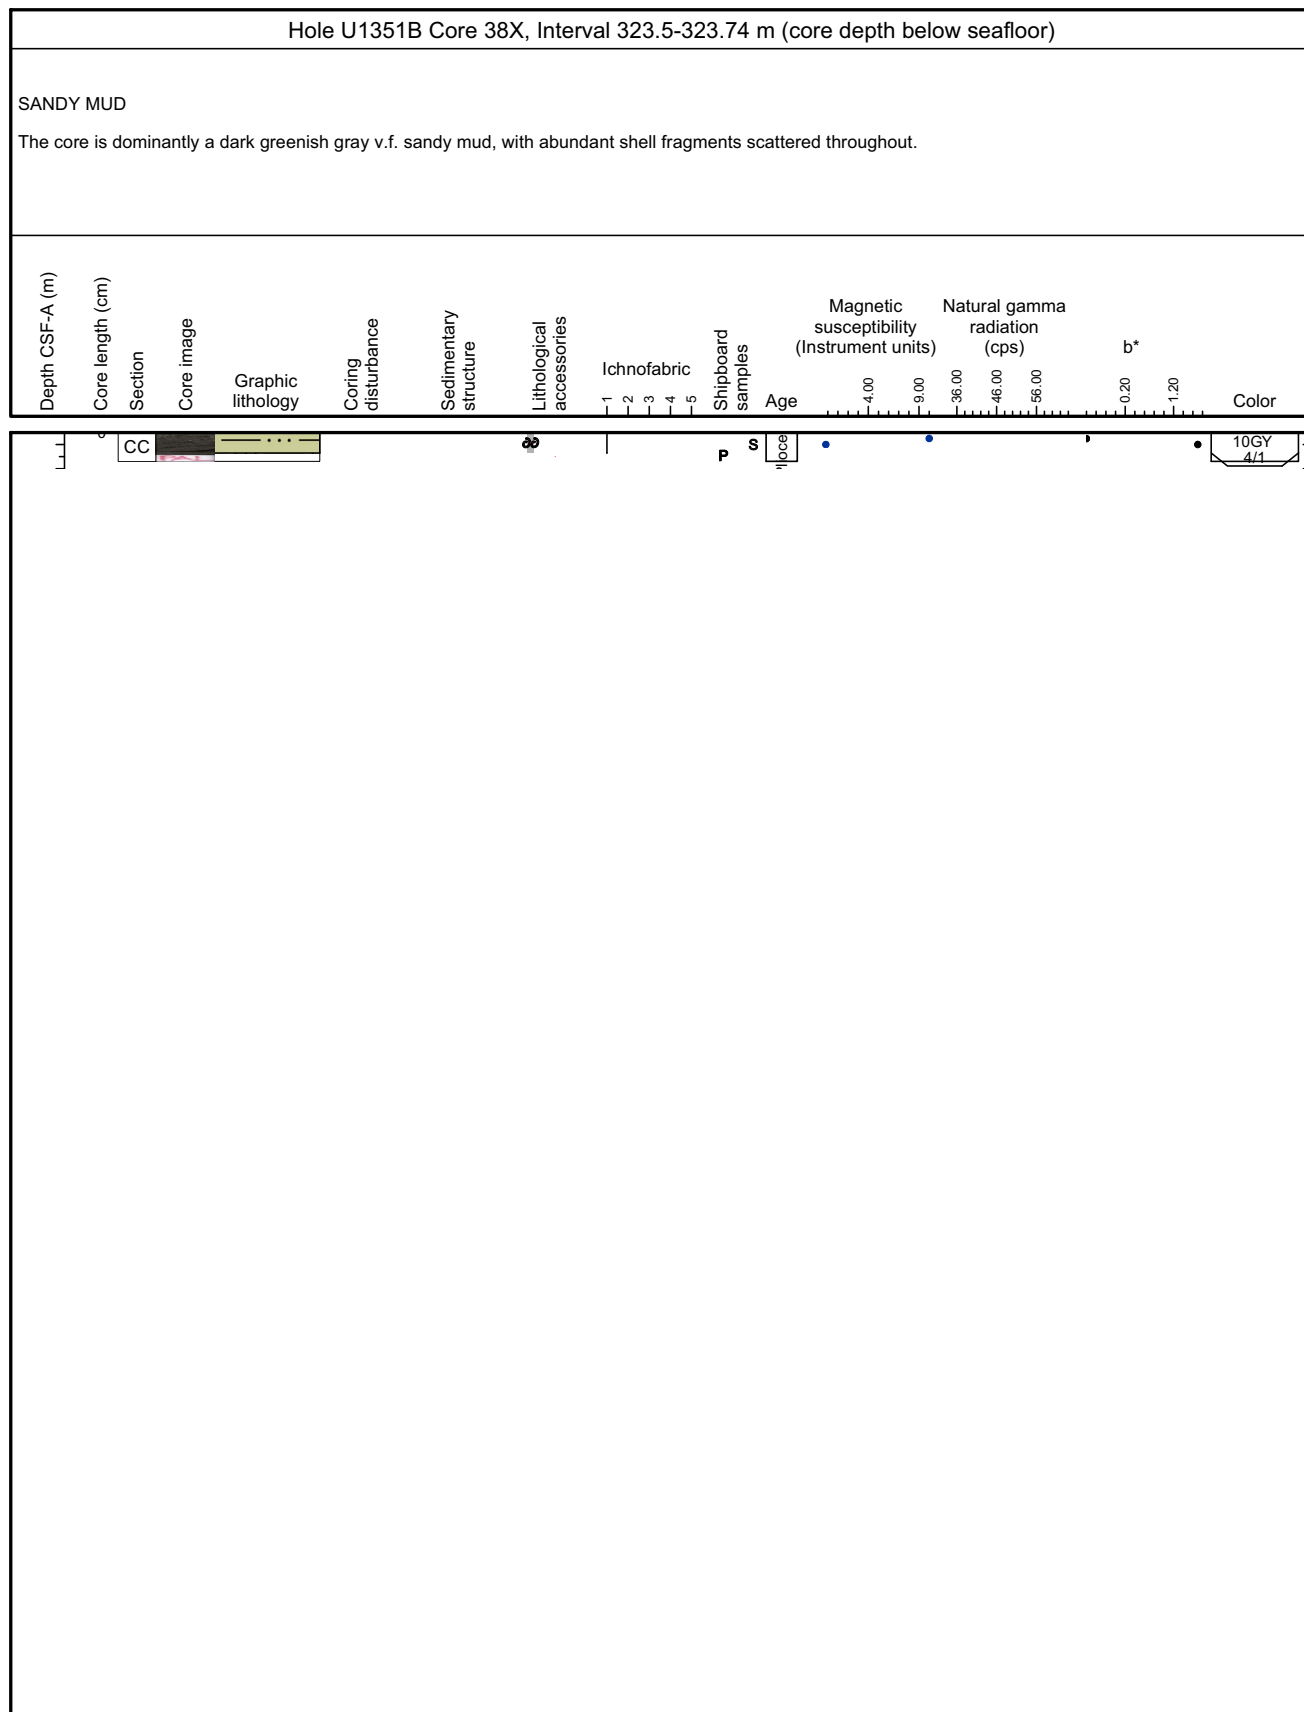 Hole U1351B Core 38X, Interval 323.5-323.74 m (core depth below seafloor)
SANDY MUD
The core is dominantly a dark greenish gray v.f. sandy mud, with abundant shell fragments scattered throughout.
Depth CSF-A (m)
Core length (cm)
Section
Core image
Graphic
lithology
Coring
disturbance
Sedimentary
structure
Lithological
accessories
Ichnofabric
1 2 3 4 5
Shipboard
samples
Age
Magnetic
susceptibility
(Instrument units)
4.00 9.00
Natural gamma
radiation
(cps)
36.00 46.00 56.00
b*
0.20 1.20
Color
CC
PAL
P
S
10GY
4/1